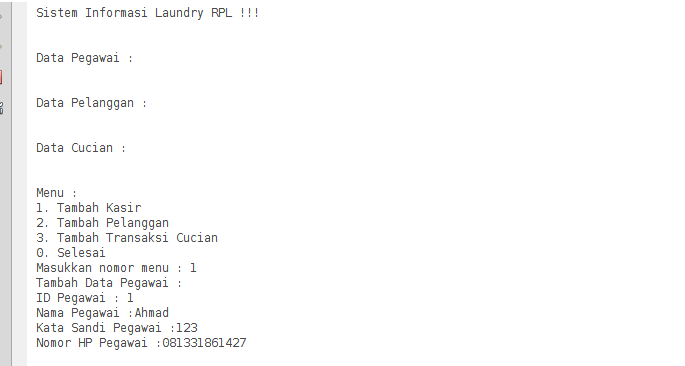 Sistem Informasi Laundry RPL !!!
Data Pegawai :
Data Pelanggan :
Data Cucian :
Menu :
1. Tambah Kasir
2. Tambah Pelanggan
3. Tambah Transaksi Cucian
0. Selesai
Masukkan nomor menu : 1
Tambah Data Pegawai :
ID Pegawai : 1
Nama Pegawai :Ahmad
Kata Sandi Pegawai :123
Nomor HP Pegawai :081331861427